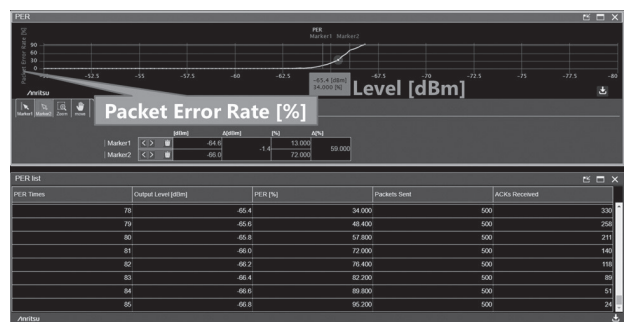 PER
PER
Marker1 Marker2
Packet Error Rate [%]
90
60
30
0
-52.5
-55
-57.5
-60
-62.5
-67.5
-70
-72.5
-75
-77.5
-80
-65.4 [dBm]
34.000 [%]
Level [dBm]
Anritsu
Marker1 Marker2 Zoom move
Packet Error Rate [%]
[dBm] Δ[dBm] [%] Δ[%]
Marker1 -64.6 -1.4 13.000 59.000
Marker2 -66.0 72.000
PER list
PER Times Output Level [dBm] PER [%] Packets Sent ACKs Received
78 -65.4 34.000 500 330
79 -65.6 48.400 500 258
80 -65.8 57.800 500 211
81 -66.0 72.000 500 140
82 -66.2 76.400 500 118
83 -66.4 82.200 500 89
84 -66.6 89.800 500 51
85 -66.8 95.200 500 24
Anritsu